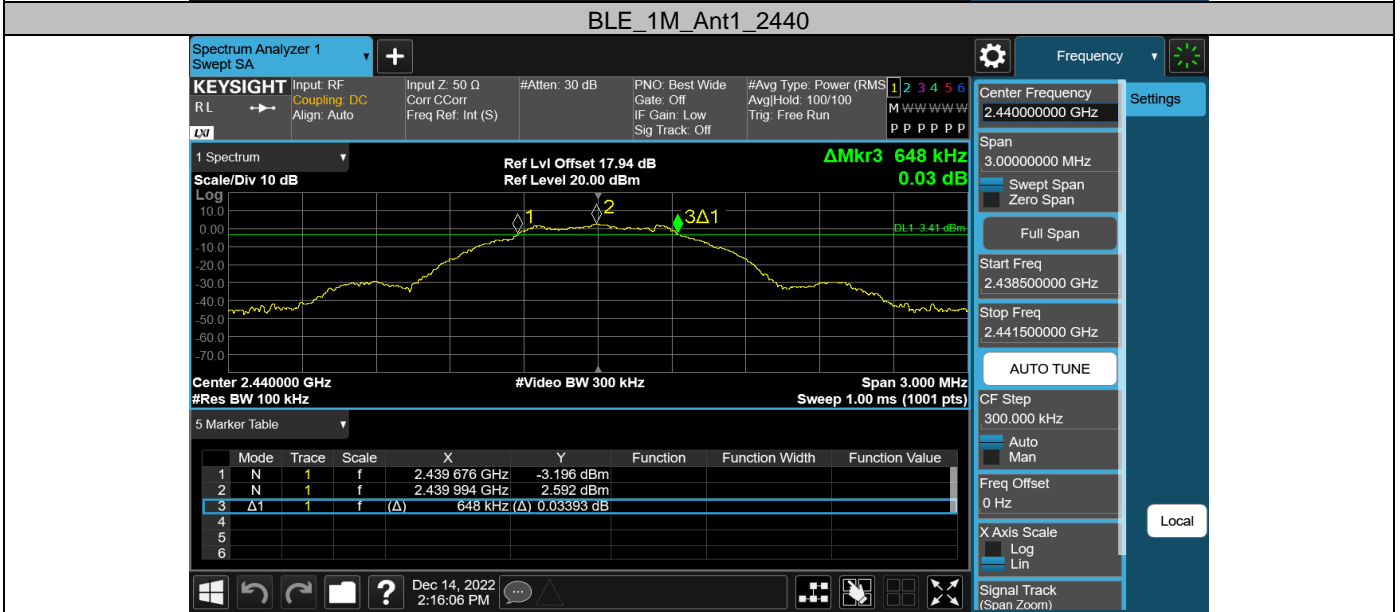 BLE_1M_Ant1_2440
Spectrum Analyzer 1
Swept SA
Frequency
KEYSIGHT
R L
LXI
Input: RF
Coupling: DC
Align: Auto
Input Z: 50 Ω
Corr CCorr
Freq Ref: Int (S)
#Atten: 30 dB
PNO: Best Wide
Gate: Off
IF Gain: Low
Sig Track: Off
#Avg Type: Power (RMS
Avg|Hold: 100/100
Trig: Free Run
1 2 3 4 5 6
M W W W W W
P P P P P P
1 Spectrum
Scale/Div 10 dB
Ref Lvl Offset 17.94 dB
Ref Level 20.00 dBm
ΔMkr3 648 kHz
0.03 dB
Log
10.0
0.00
-10.0
-20.0
-30.0
-40.0
-50.0
-60.0
-70.0
1
2
3Δ1
DL1 -3.41 dBm
Center 2.440000 GHz
#Video BW 300 kHz
Span 3.000 MHz
#Res BW 100 kHz
Sweep 1.00 ms (1001 pts)
5 Marker Table
Mode Trace Scale X Y Function Function Width Function Value
1 N 1 f 2.439 676 GHz -3.196 dBm
2 N 1 f 2.439 994 GHz 2.592 dBm
3 Δ1 1 f (Δ) 648 kHz (Δ) 0.03393 dB
4
5
6
?
Dec 14, 2022
2:16:06 PM
Center Frequency
2.440000000 GHz
Settings
Span
3.00000000 MHz
Swept Span
Zero Span
Full Span
Start Freq
2.438500000 GHz
Stop Freq
2.441500000 GHz
AUTO TUNE
CF Step
300.000 kHz
Auto
Man
Freq Offset
0 Hz
X Axis Scale
Log
Lin
Signal Track
(Span Zoom)
Local